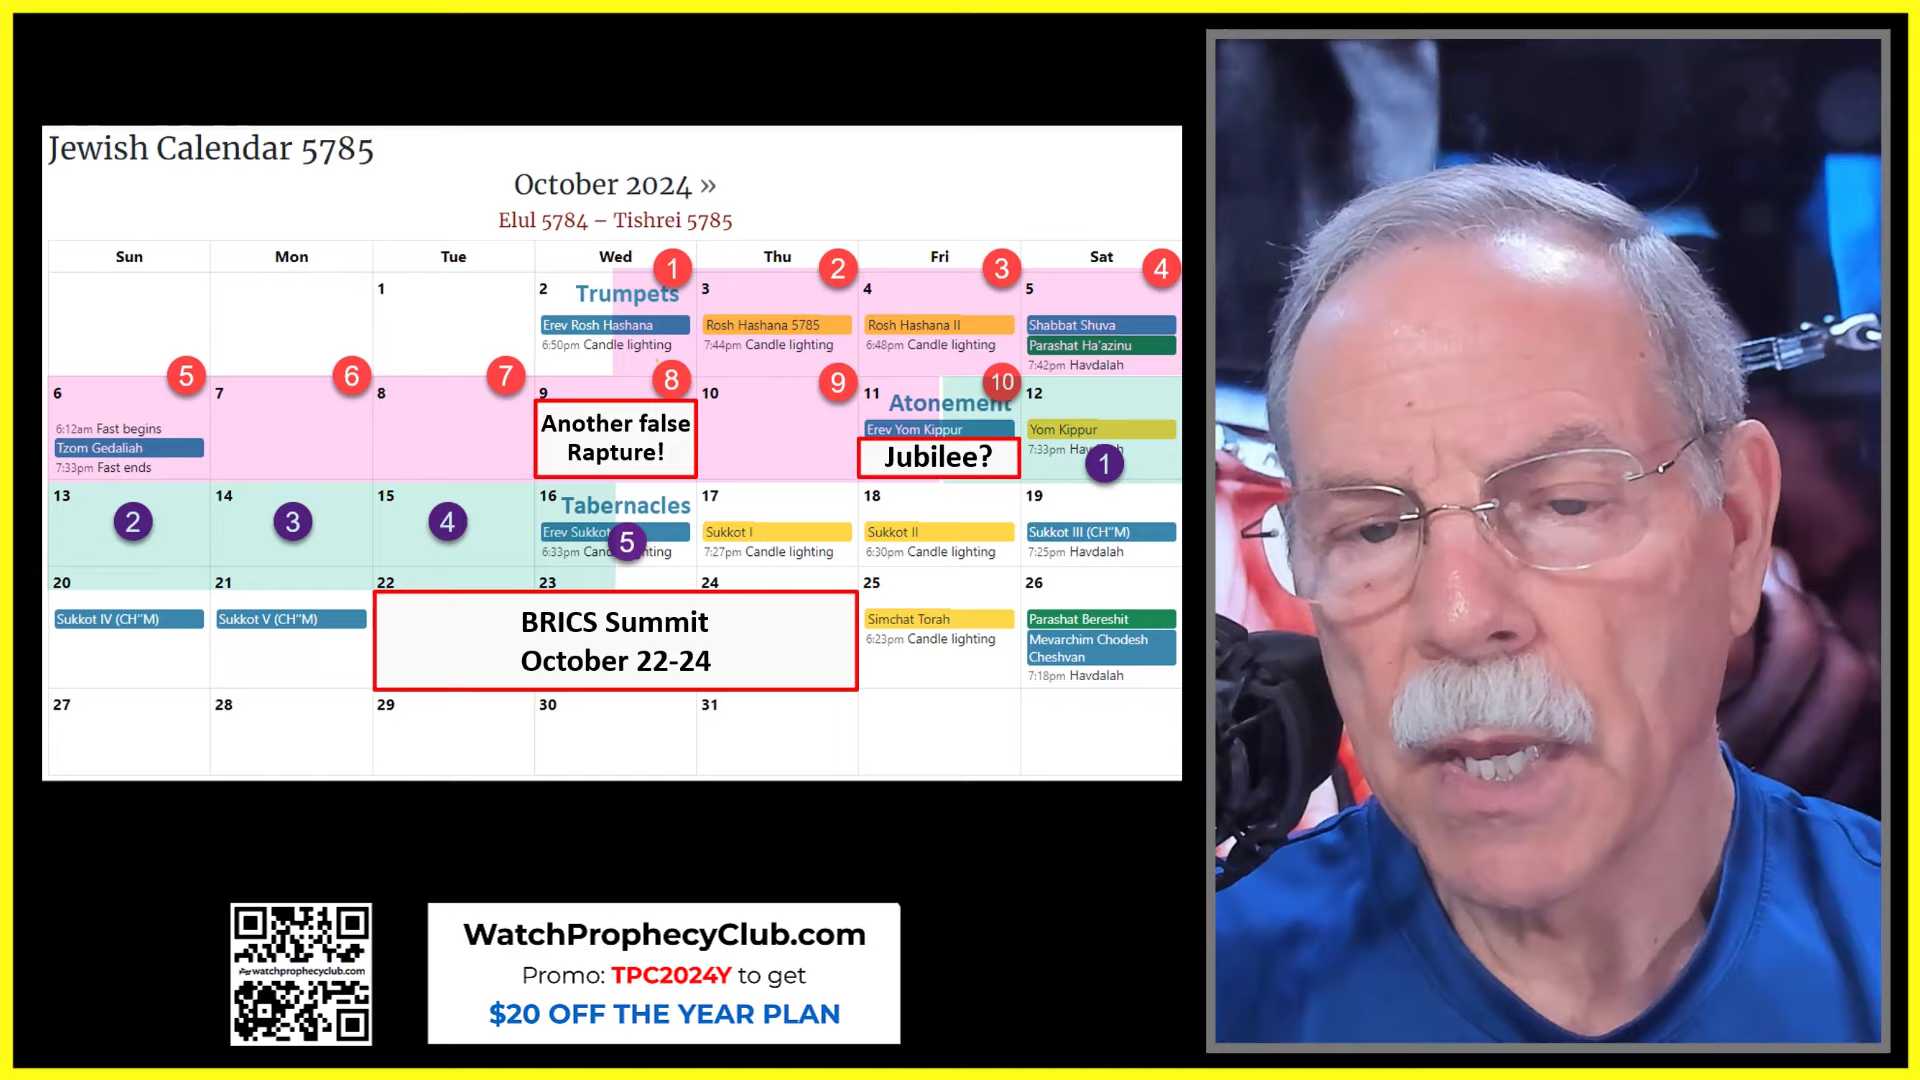 Jewish Calendar 5785
October 2024 »
Elul 5784 – Tishrei 5785
Sun Mon Tue Wed Thu Fri Sat
1 2 3 4
1 2 Trumpets 3 4 5
Erev Rosh Hashana Rosh Hashana 5785 Rosh Hashana II Shabbat Shuva
6:50pm Candle lighting 7:44pm Candle lighting 6:48pm Candle lighting Parashat Ha'azinu
7:42pm Havdalah
5 6 7 8 9 10
6 7 8 9 10 11 Atonement 12
6:12am Fast begins Another false Erev Yom Kippur Yom Kippur
Tzom Gedaliah Rapture! Jubilee? 7:33pm
7:33pm Fast ends 1
13 14 15 16 Tabernacles 17 18 19
2 3 4 Erev Sukkot Sukkot I Sukkot II Sukkot III (CH''M)
6:33pm 5 7:27pm Candle lighting 6:30pm Candle lighting 7:25pm Havdalah
20 21 22 23 24 25 26
Sukkot IV (CH''M) Sukkot V (CH''M) BRICS Summit Simchat Torah Parashat Bereshit
October 22-24 6:23pm Candle lighting Mevarchim Chodesh
Cheshvan
7:18pm Havdalah
27 28 29 30 31
watchprophecyclub.com
WatchProphecyClub.com
Promo: TPC2024Y to get
$20 OFF THE YEAR PLAN